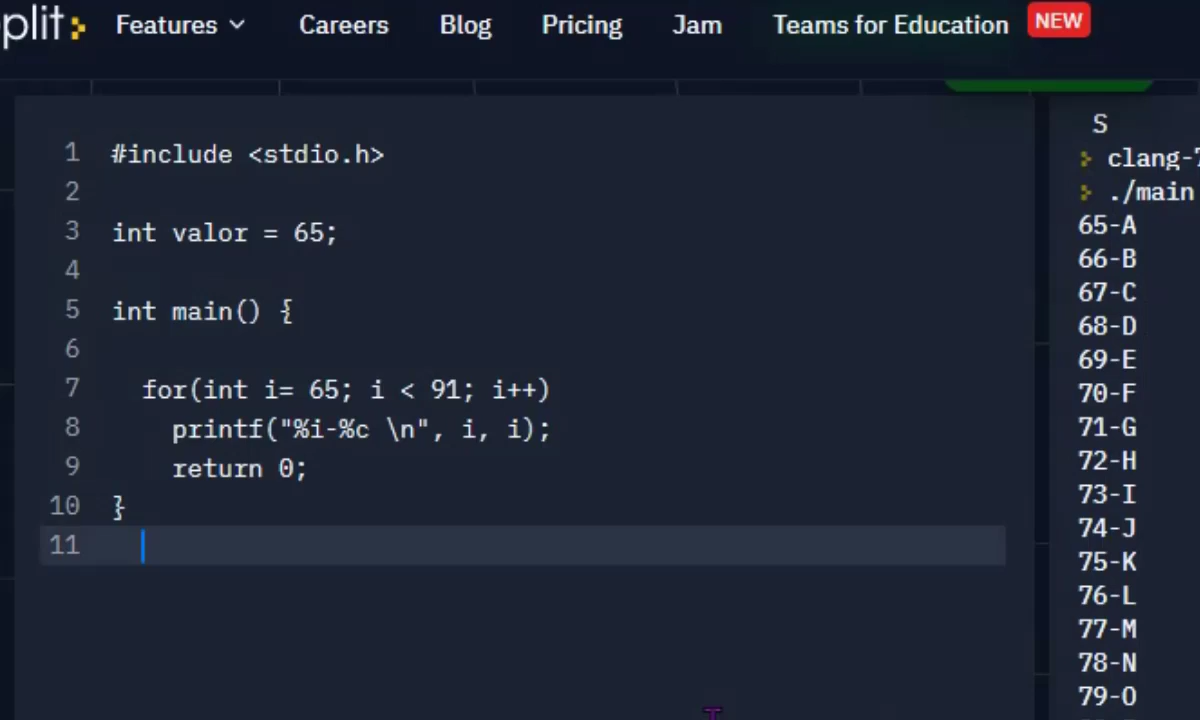 plit Features Careers Blog Pricing Jam Teams for Education NEW
1 #include <stdio.h>
2
3 int valor = 65;
4
5 int main() {
6
7 for(int i= 65; i < 91; i++)
8 printf("%i-%c \n", i, i);
9 return 0;
10 }
11
S
clang-7
./main
65-A
66-B
67-C
68-D
69-E
70-F
71-G
72-H
73-I
74-J
75-K
76-L
77-M
78-N
79-O